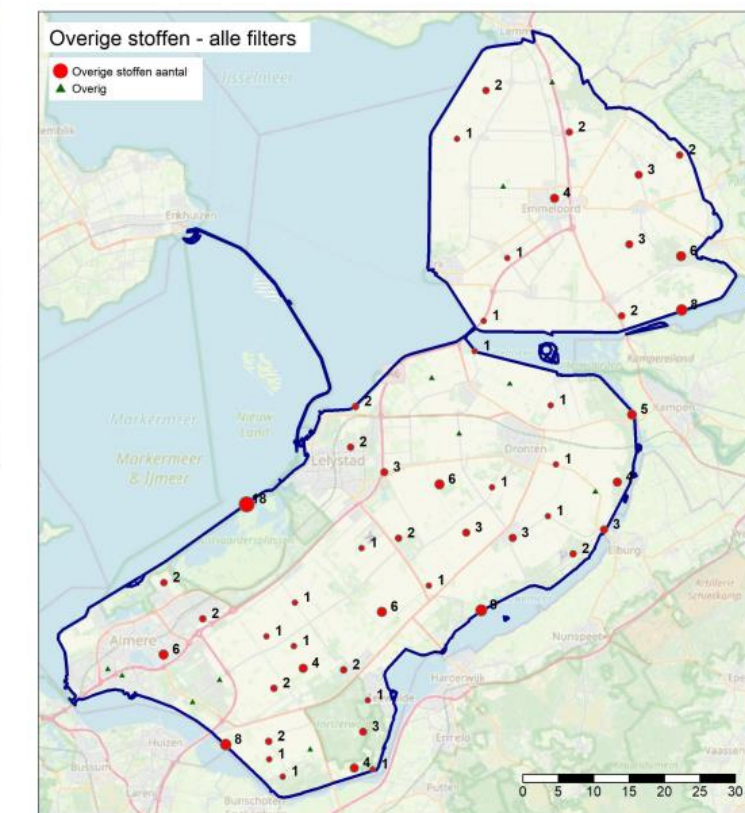 Overige stoffen - alle filters
Overige stoffen aantal
Overig
Lemm
IJsselmeer
Enkhuizen
2
1
2
2
3
4
Emmeloord
3
6
1
8
2
1
1
Kampereiland
2
1
5
Kampen
Markermeer
Nieuw
Land
Markermeer
& IJmeer
2
Lelystad
3
Dronten
1
6
1
4
18
Oostvaardersplassen
1
3
3
3
1
2
2
Elburg
2
1
9
2
1
6
Almere
1
1
Nunspeet
6
4
2
Harderwijk
2
1
Zeewolde
3
Ermelo
8
2
1
1
4
1
Huizen
Bussum
Laren
Bunschoten
Putten
Epe
Vaassen
0 5 10 15 20 25 30